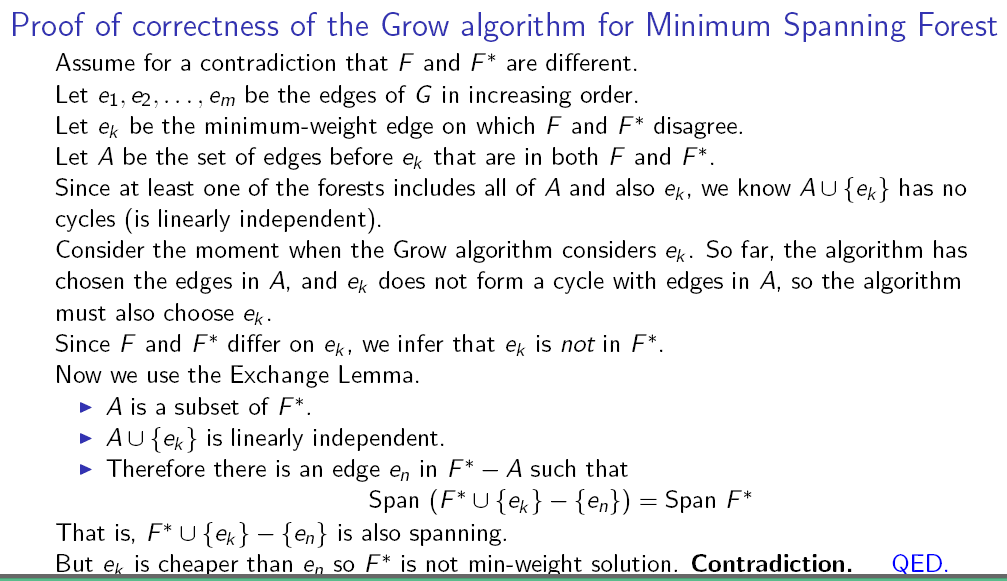 Proof of correctness of the Grow algorithm for Minimum Spanning Forest
Assume for a contradiction that F and F* are different.
Let e₁, e₂, . . . , eₘ be the edges of G in increasing order.
Let eₖ be the minimum-weight edge on which F and F* disagree.
Let A be the set of edges before eₖ that are in both F and F*.
Since at least one of the forests includes all of A and also eₖ, we know A ∪ {eₖ} has no
cycles (is linearly independent).
Consider the moment when the Grow algorithm considers eₖ. So far, the algorithm has
chosen the edges in A, and eₖ does not form a cycle with edges in A, so the algorithm
must also choose eₖ.
Since F and F* differ on eₖ, we infer that eₖ is not in F*.
Now we use the Exchange Lemma.
▶ A is a subset of F*.
▶ A ∪ {eₖ} is linearly independent.
▶ Therefore there is an edge eₙ in F* − A such that
Span (F* ∪ {eₖ} − {eₙ}) = Span F*
That is, F* ∪ {eₖ} − {eₙ} is also spanning.
But eₖ is cheaper than eₙ so F* is not min-weight solution. Contradiction. QED.